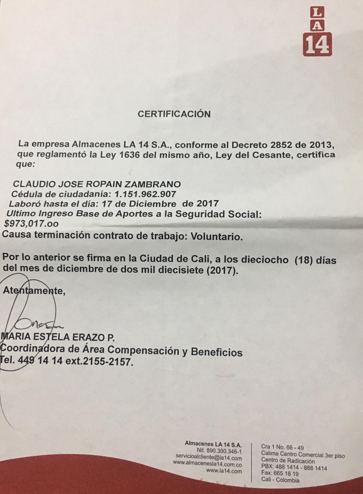 LA
14
CERTIFICACIÓN
La empresa Almacenes LA 14 S.A., conforme al Decreto 2852 de 2013,
que reglamentó la Ley 1636 del mismo año, Ley del Cesante, certifica
que:
CLAUDIO JOSE ROPAIN ZAMBRANO
Cédula de ciudadanía: 1.151.962.907
Laboró hasta el día: 17 de Diciembre de 2017
Ultimo Ingreso Base de Aportes a la Seguridad Social:
$973,017.oo
Causa terminación contrato de trabajo: Voluntario.
Por lo anterior se firma en la Ciudad de Cali, a los dieciocho (18) días
del mes de diciembre de dos mil diecisiete (2017).
Atentamente,
MARIA ESTELA ERAZO P.
Coordinadora de Área Compensación y Beneficios
Tel. 449 14 14 ext.2155-2157.
Almacenes LA 14 S.A.
Nit. 890.300.346-1
servicioalcliente@la14.com
www.almacenesla14.com.co
www.la14.com
Cra 1 No. 66 - 49
Calima Centro Comercial 3er piso
Centro de Radicación
PBX: 488 1414 - 888 1414
Fax: 665 18 19
Cali - Colombia